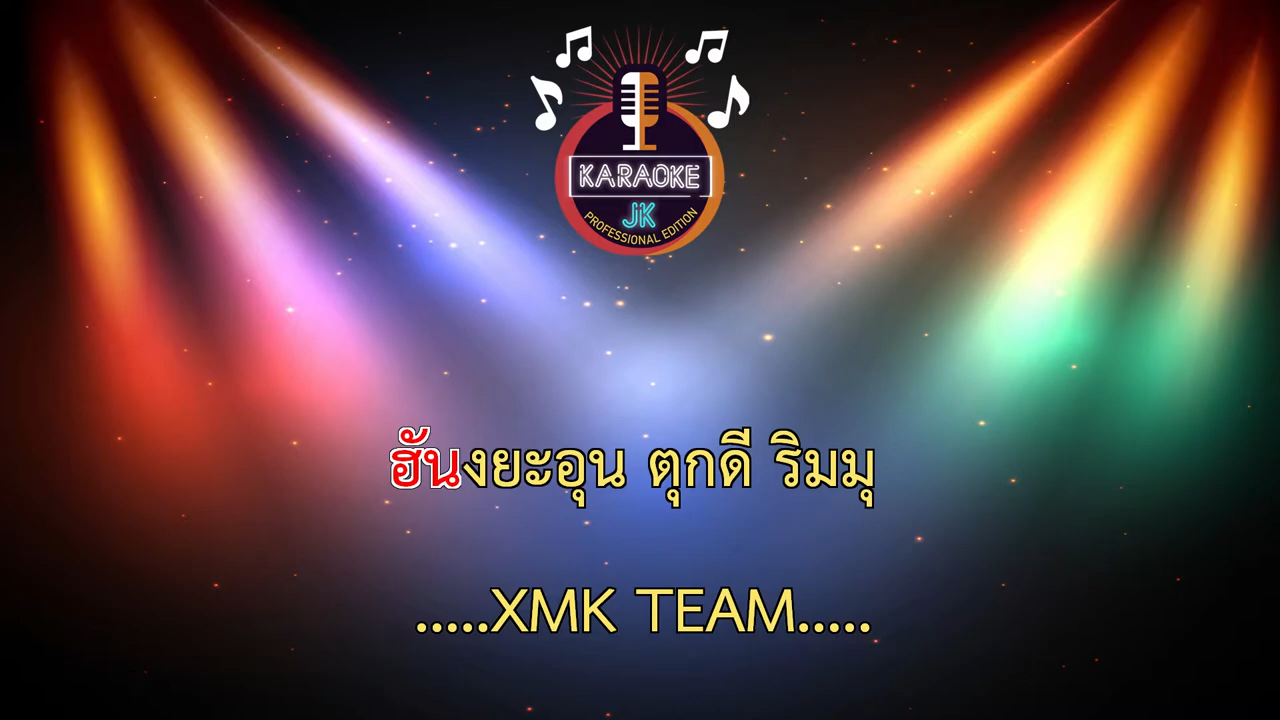 KARAOKE
JK
PROFESSIONAL EDITION
ฮันงยะอุน ตุกดี ริมมุ
.....XMK TEAM.....